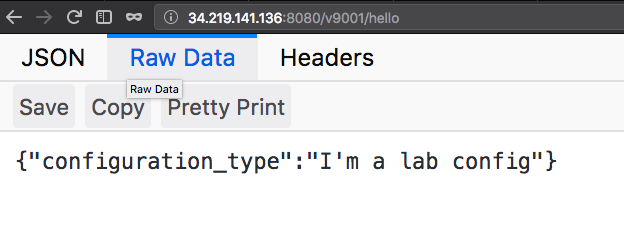 34.219.141.136:8080/v9001/hello
JSON Raw Data Headers
Raw Data
Save Copy Pretty Print
{"configuration_type":"I'm a lab config"}